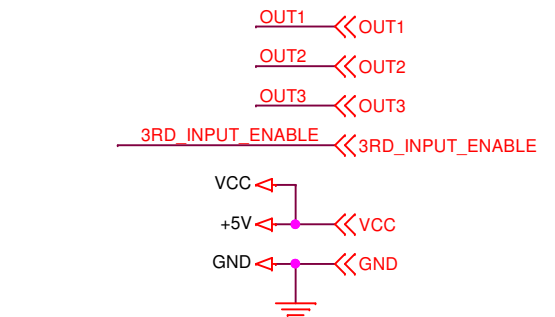 OUT1 OUT1
OUT2 OUT2
OUT3 OUT3
3RD_INPUT_ENABLE 3RD_INPUT_ENABLE
VCC
+5V VCC
GND GND